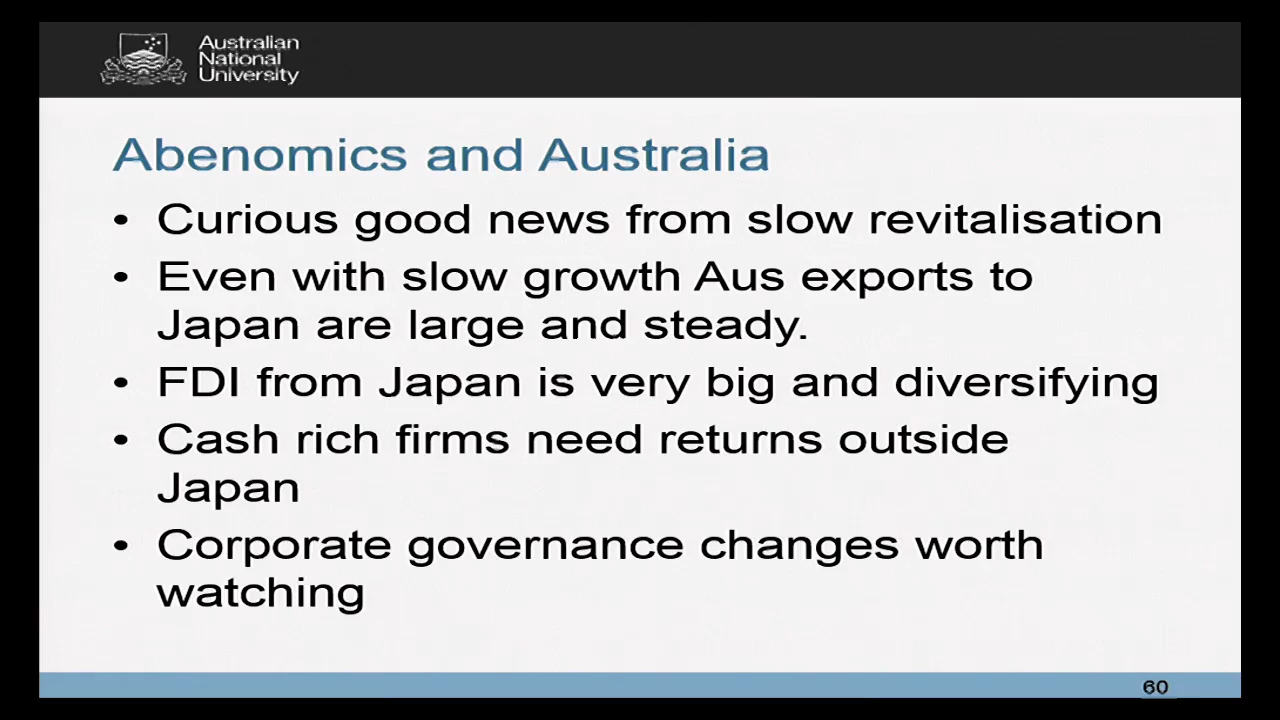 Australian
National
University
Abenomics and Australia
• Curious good news from slow revitalisation
• Even with slow growth Aus exports to
Japan are large and steady.
• FDI from Japan is very big and diversifying
• Cash rich firms need returns outside
Japan
• Corporate governance changes worth
watching
60